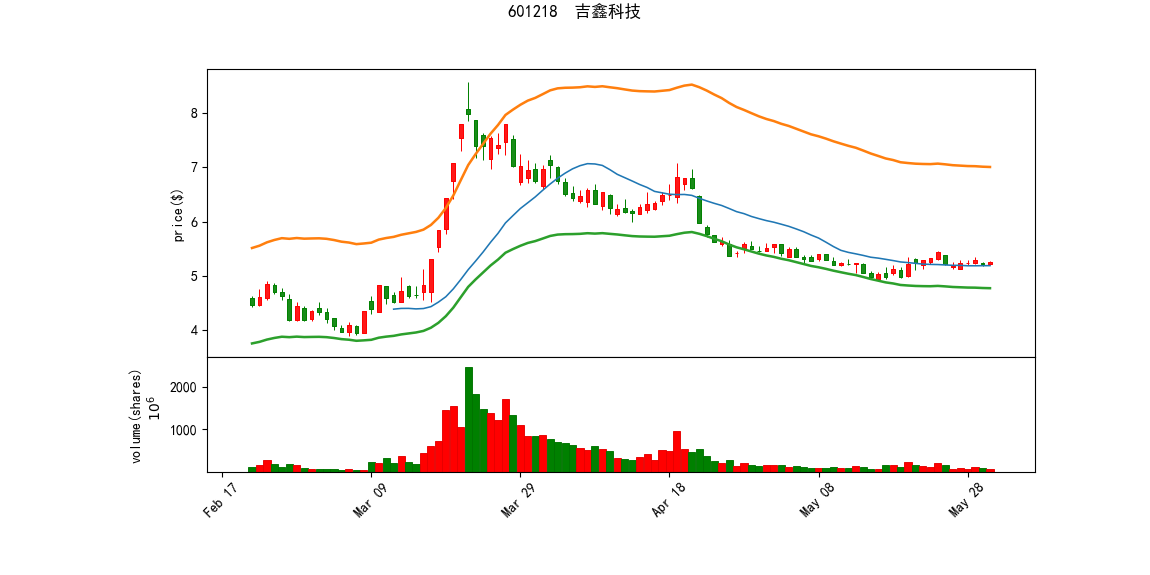 601218 吉鑫科技
price($)
8
7
6
5
4
volume(shares)
10^6
2000
1000
Feb 17
Mar 09
Mar 29
Apr 18
May 08
May 28